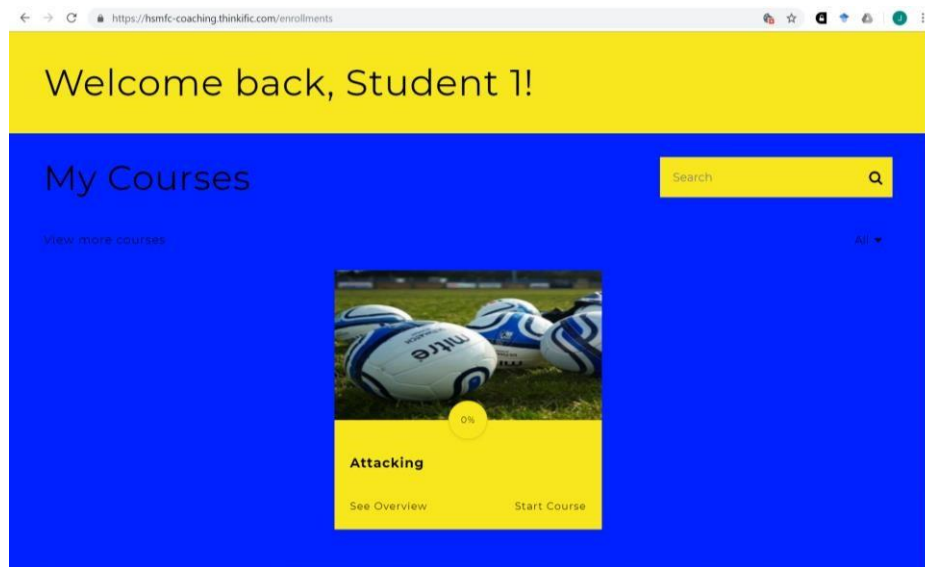 https://hsmfc-coaching.thinkific.com/enrollments
Welcome back, Student 1!
My Courses
Search
View more courses
All
mitre
0%
Attacking
See Overview
Start Course